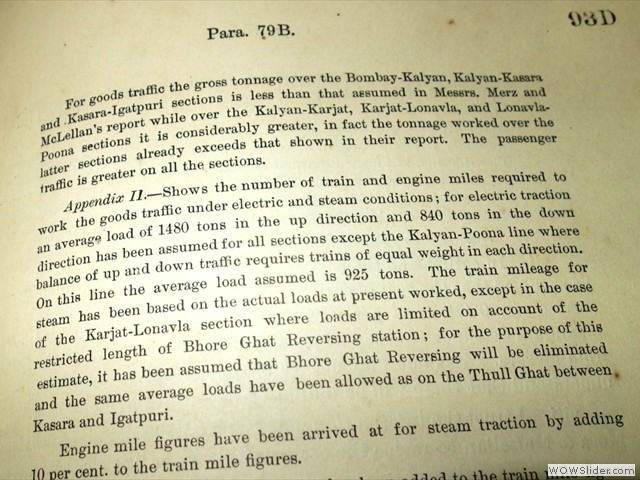 Para. 79B.
93D
For goods traffic the gross tonnage over the Bombay-Kalyan, Kalyan-Kasara
and Kasara-Igatpuri sections is less than that assumed in Messrs. Merz and
McLellan's report while over the Kalyan-Karjat, Karjat-Lonavla, and Lonavla-
Poona sections it is considerably greater, in fact the tonnage worked over the
latter sections already exceeds that shown in their report. The passenger
traffic is greater on all the sections.
Appendix II.—Shows the number of train and engine miles required to
work the goods traffic under electric and steam conditions; for electric traction
an average load of 1480 tons in the up direction and 840 tons in the down
direction has been assumed for all sections except the Kalyan-Poona line where
balance of up and down traffic requires trains of equal weight in each direction.
On this line the average load assumed is 925 tons. The train mileage for
steam has been based on the actual loads at present worked, except in the case
of the Karjat-Lonavla section where loads are limited on account of the
restricted length of Bhore Ghat Reversing station; for the purpose of this
estimate, it has been assumed that Bhore Ghat Reversing will be eliminated
and the same average loads have been allowed as on the Thull Ghat between
Kasara and Igatpuri.
Engine mile figures have been arrived at for steam traction by adding
10 per cent. to the train mile figures.
added to the train mile
WOWSlider.com